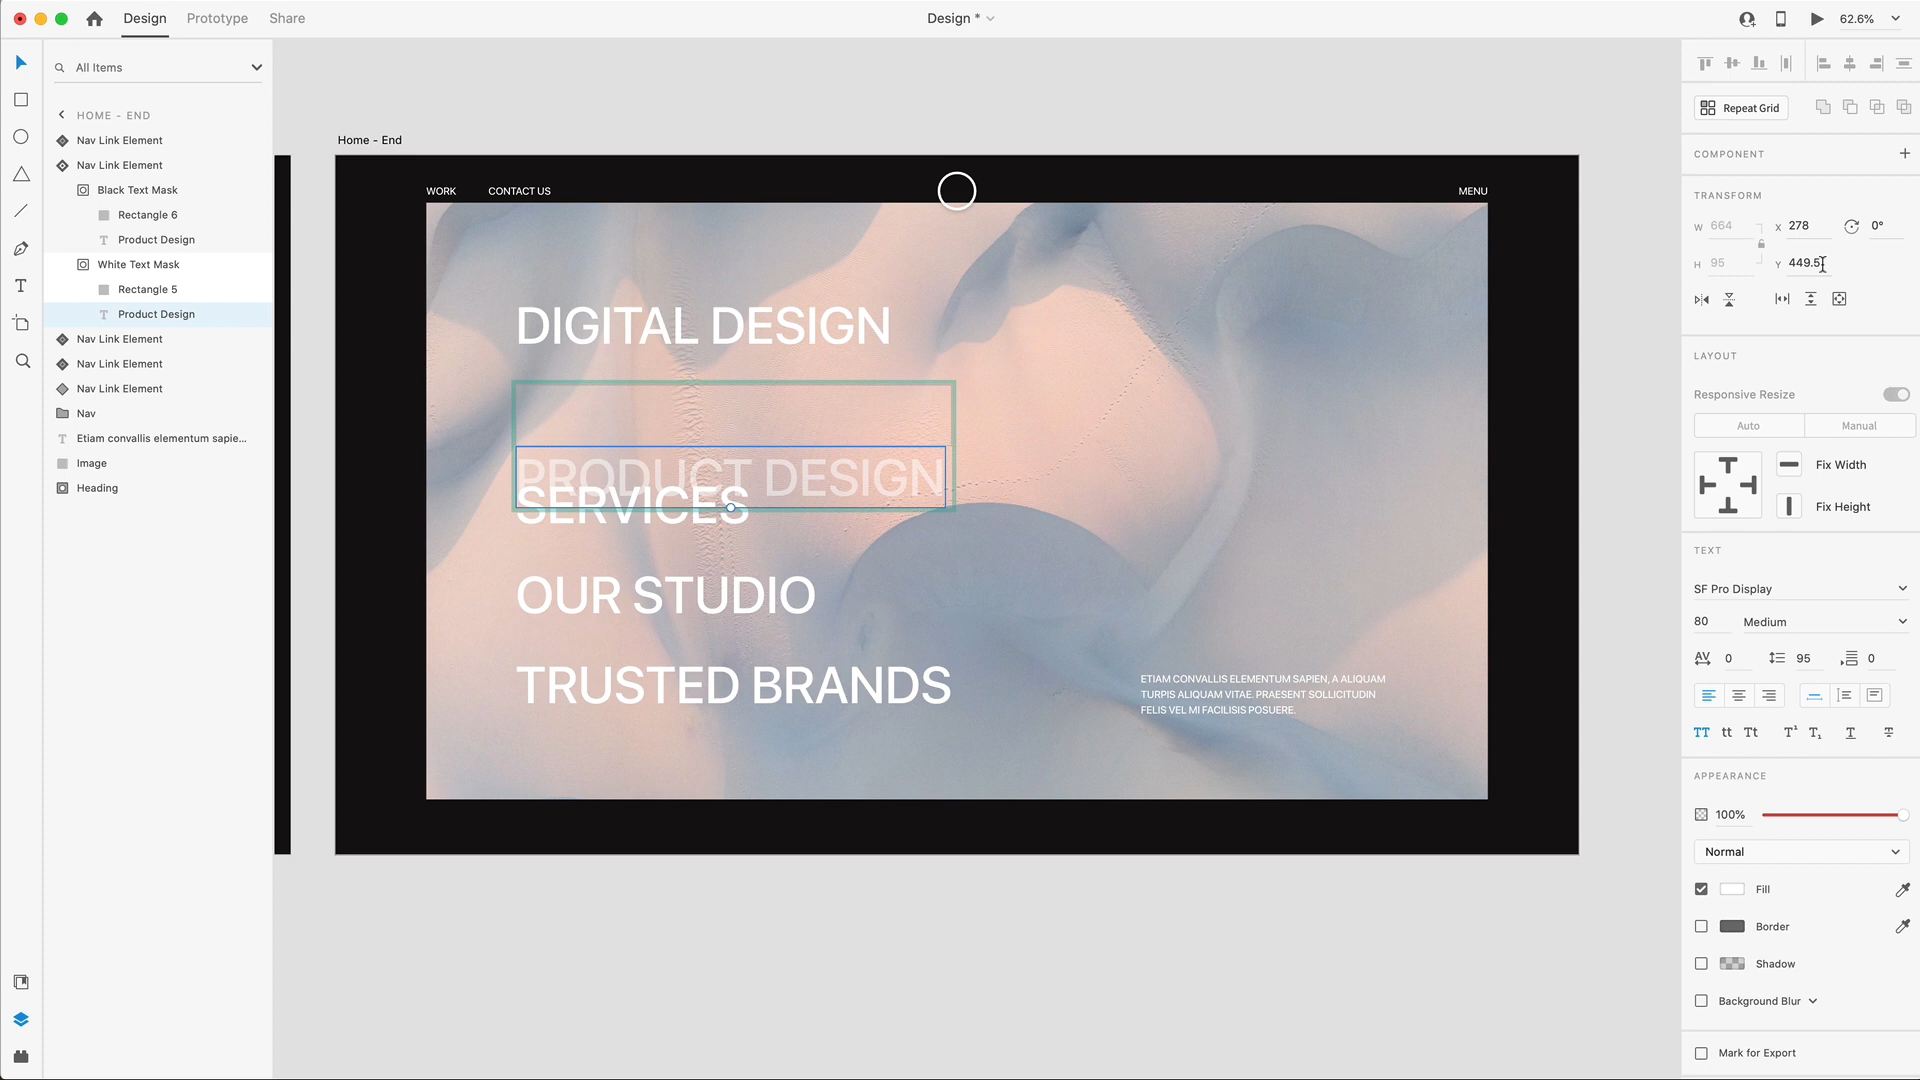 Design
Prototype
Share
Design *
62.6%
All Items
HOME - END
Nav Link Element
Nav Link Element
Black Text Mask
Rectangle 6
Product Design
White Text Mask
Rectangle 5
Product Design
Nav Link Element
Nav Link Element
Nav Link Element
Nav
Etiam convallis elementum sapie...
Image
Heading
Home - End
WORK
CONTACT US
MENU
DIGITAL DESIGN
PRODUCT DESIGN
SERVICES
OUR STUDIO
TRUSTED BRANDS
ETIAM CONVALLIS ELEMENTUM SAPIEN, A ALIQUAM
TURPIS ALIQUAM VITAE. PRAESENT SOLLICITUDIN
FELIS VEL MI FACILISIS POSUERE.
Repeat Grid
COMPONENT
TRANSFORM
W 664 X 278 0°
H 95 Y 449.5
LAYOUT
Responsive Resize
Auto
Manual
Fix Width
Fix Height
TEXT
SF Pro Display
80 Medium
AV 0 95 0
TT tt Tt T¹ T₁ T T
APPEARANCE
100%
Normal
Fill
Border
Shadow
Background Blur
Mark for Export